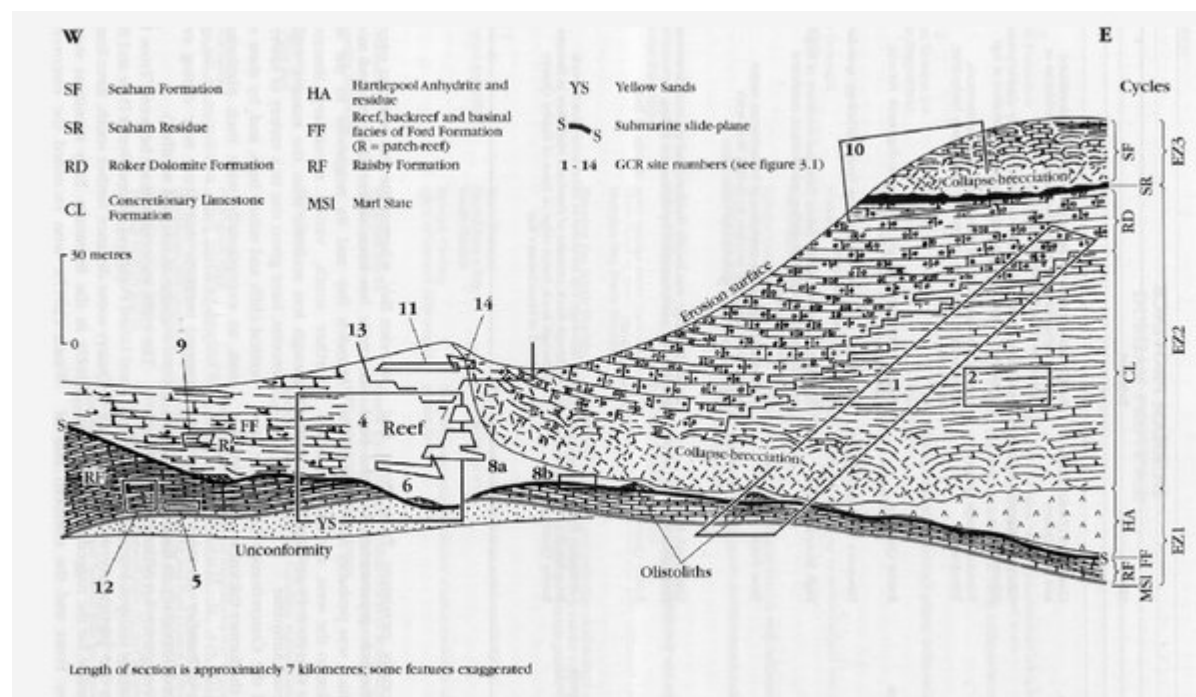 W
E
SF Seaham Formation
SR Seaham Residue
RD Roker Dolomite Formation
CL Concretionary Limestone
Formation
HA Hartlepool Anhydrite and
residue
FF Reef, backreef and basinal
facies of Ford Formation
(R = patch-reef)
RF Raisby Formation
MSl Marl Slate
YS Yellow Sands
S S Submarine slide-plane
1 - 14 GCR site numbers (see figure 3.1)
Cycles
30 metres
0
10
SF
EZ3
Collapse-brecciation
SR
RD
Erosion surface
11
14
13
9
EZ2
CL
1
2.
S
FF
4
Reef
7
R
Collapse-brecciation
8a
8b
RF
6
YS
HA
EZ1
Unconformity
Olistoliths
S
FF
RF
MSl
12
5
Length of section is approximately 7 kilometres; some features exaggerated